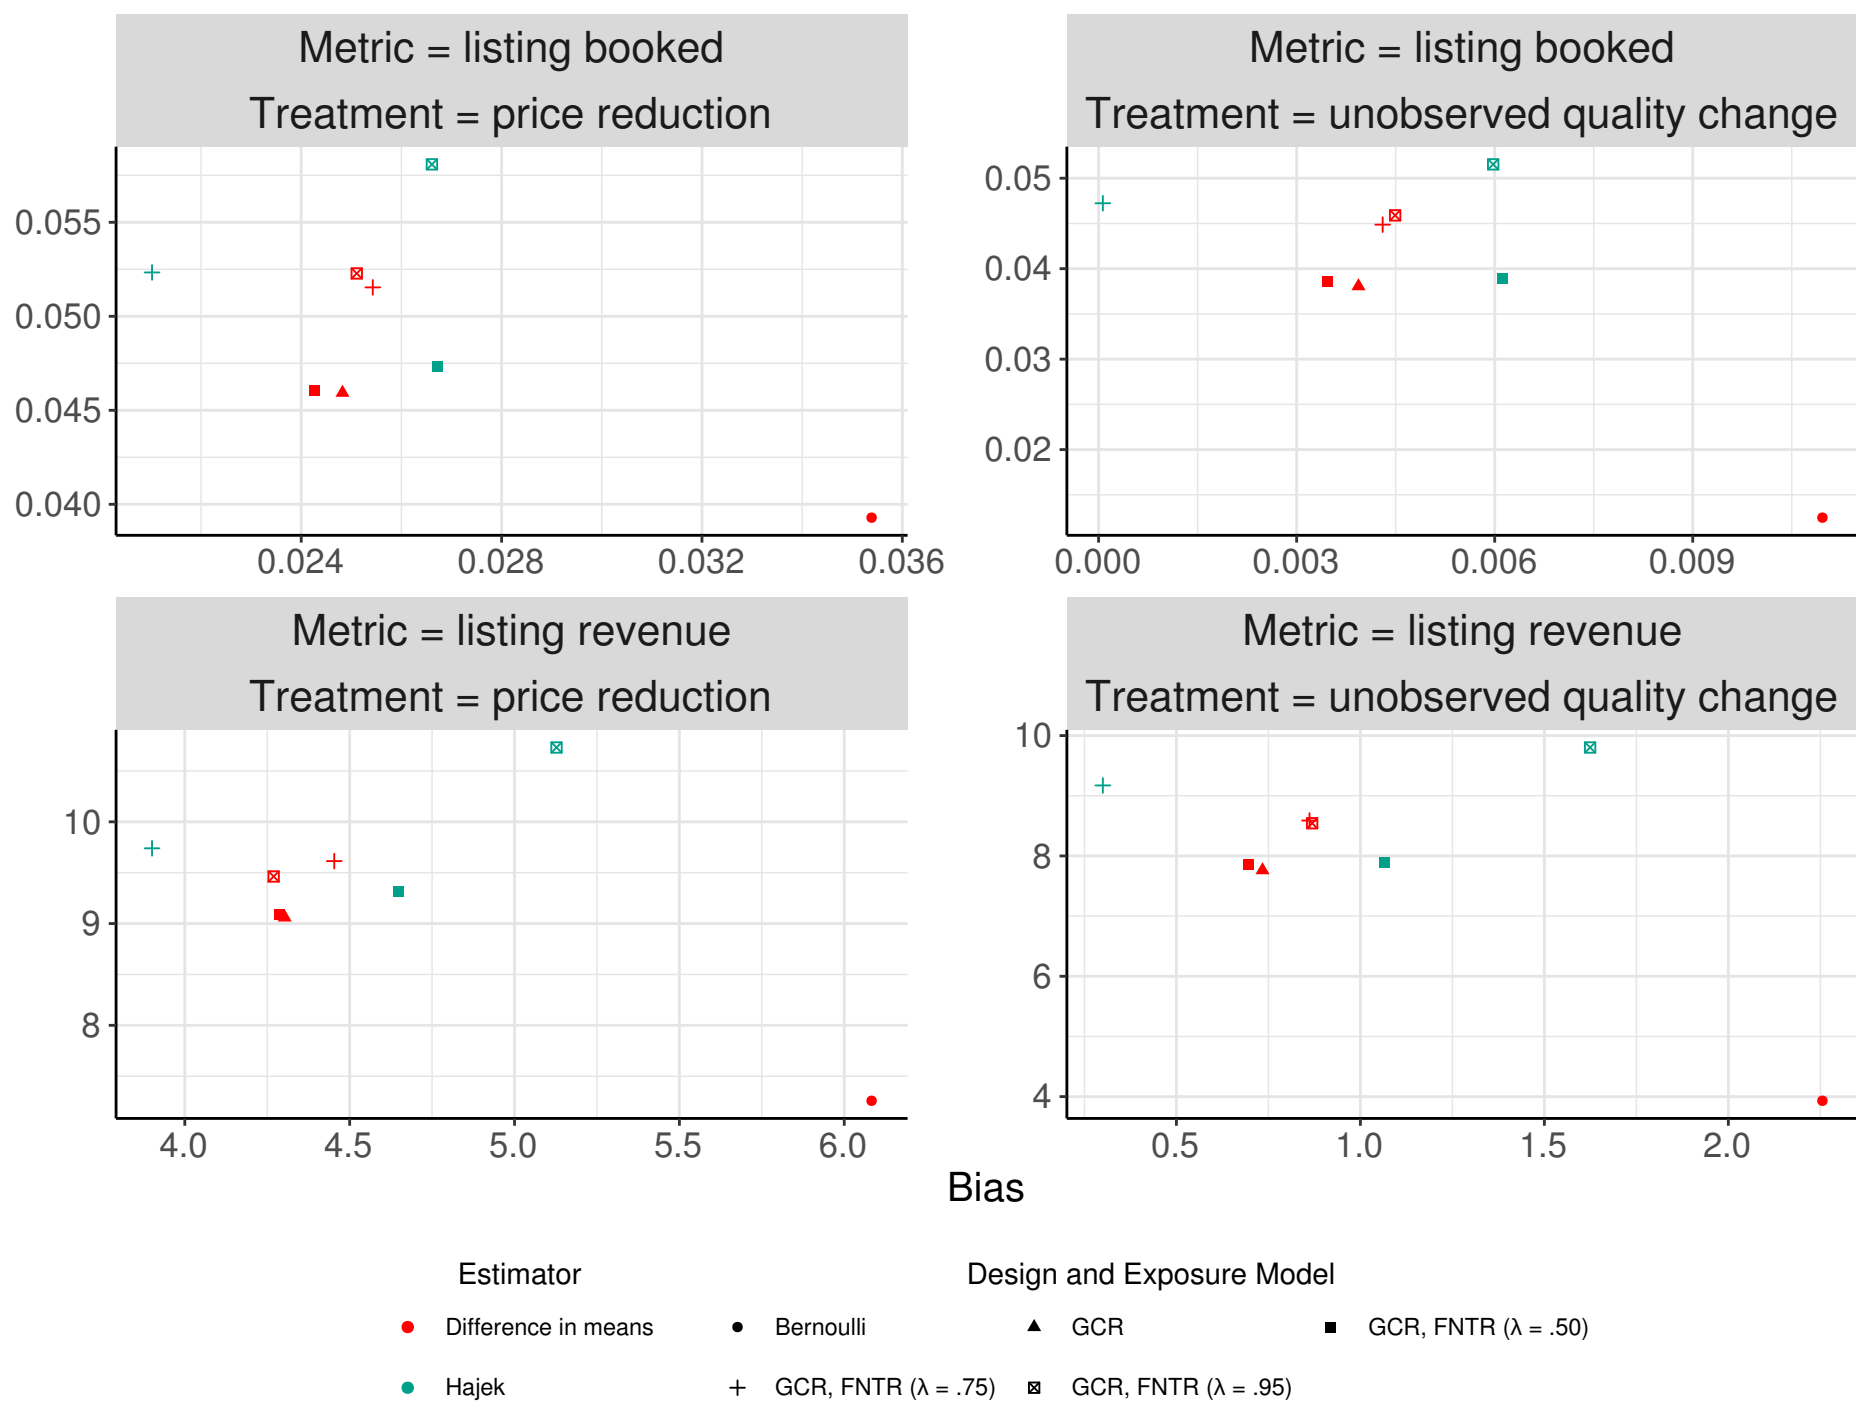 Metric = listing booked
Treatment = price reduction
0.055
0.050
0.045
0.040
0.024 0.028 0.032 0.036
Metric = listing booked
Treatment = unobserved quality change
0.05
0.04
0.03
0.02
0.000 0.003 0.006 0.009
Metric = listing revenue
Treatment = price reduction
10
9
8
4.0 4.5 5.0 5.5 6.0
Metric = listing revenue
Treatment = unobserved quality change
10
8
6
4
0.5 1.0 1.5 2.0
Bias
Estimator
Difference in means
Hajek
Design and Exposure Model
Bernoulli GCR GCR, FNTR (λ = .50)
GCR, FNTR (λ = .75) GCR, FNTR (λ = .95)